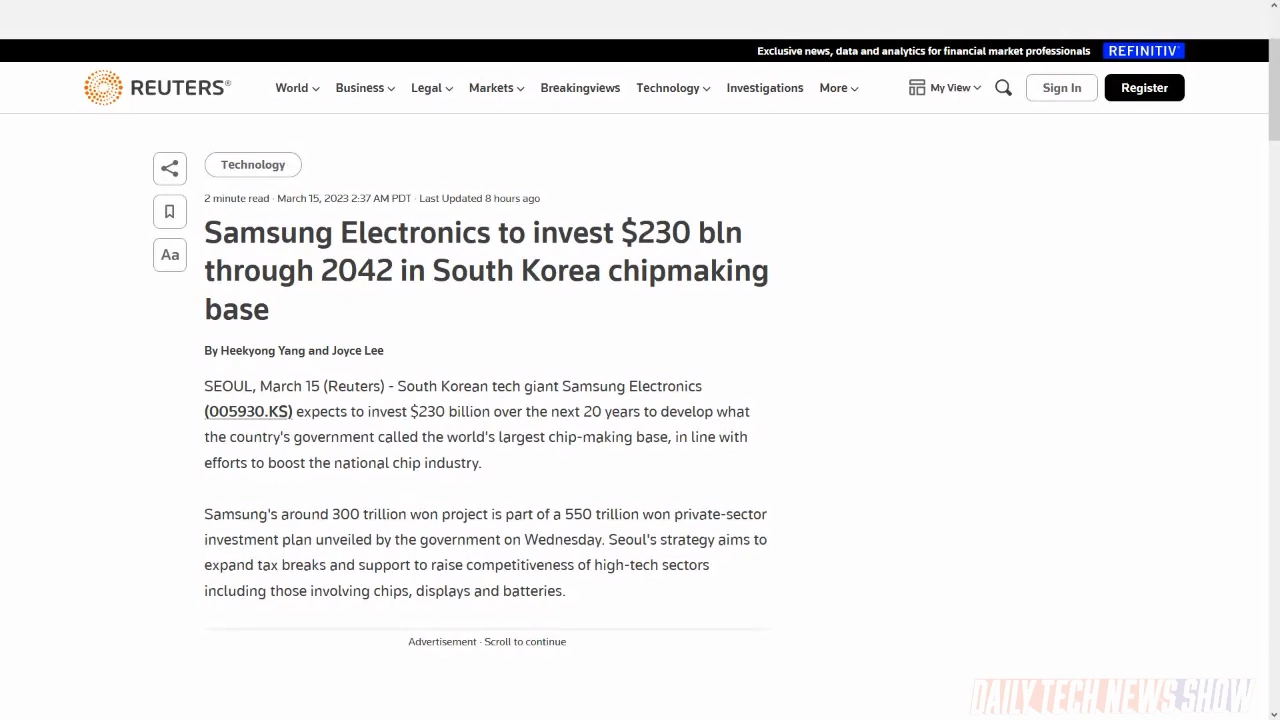 Exclusive news, data and analytics for financial market professionals REFINITIV
REUTERS® World Business Legal Markets Breakingviews Technology Investigations More My View Sign In Register
Technology
2 minute read · March 15, 2023 2:37 AM PDT · Last Updated 8 hours ago
Samsung Electronics to invest $230 bln
through 2042 in South Korea chipmaking
base
Aa
By Heekyong Yang and Joyce Lee
SEOUL, March 15 (Reuters) - South Korean tech giant Samsung Electronics
(005930.KS) expects to invest $230 billion over the next 20 years to develop what
the country's government called the world's largest chip-making base, in line with
efforts to boost the national chip industry.
Samsung's around 300 trillion won project is part of a 550 trillion won private-sector
investment plan unveiled by the government on Wednesday. Seoul's strategy aims to
expand tax breaks and support to raise competitiveness of high-tech sectors
including those involving chips, displays and batteries.
Advertisement · Scroll to continue
DAILY TECH NEWS SHOW